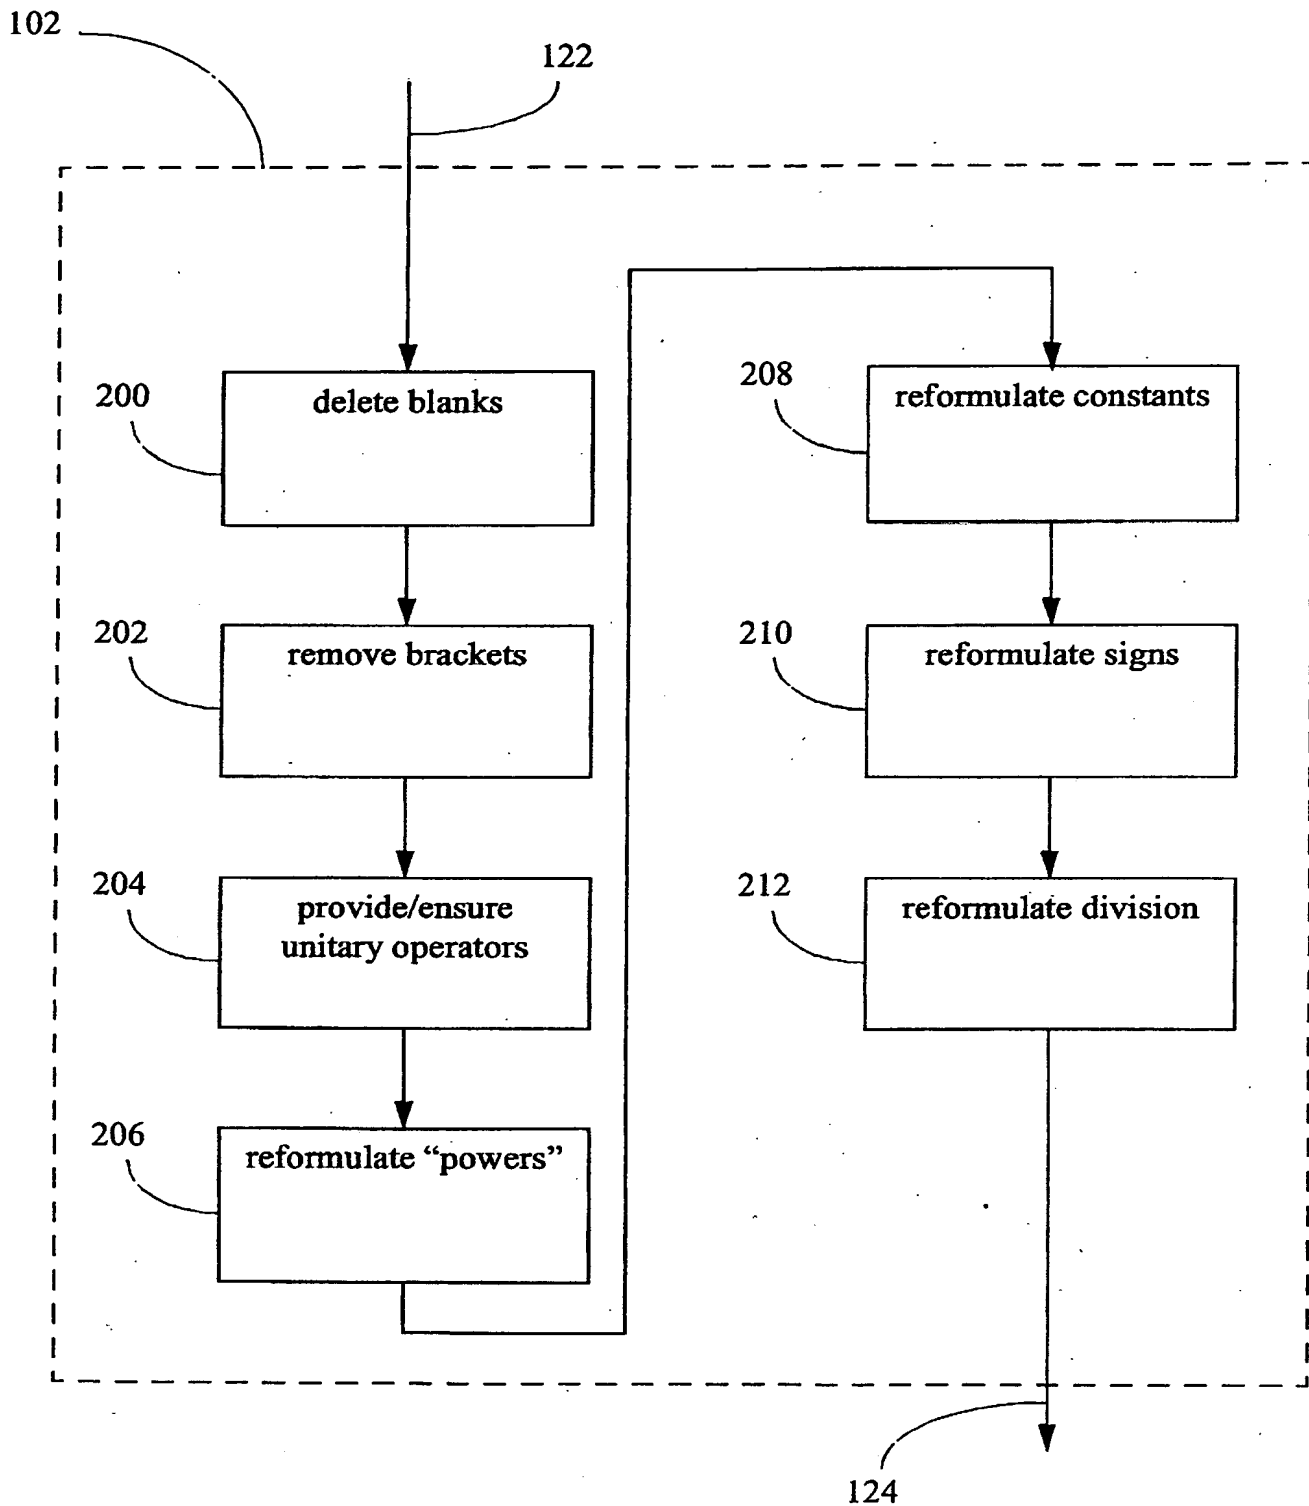 102
122
200
delete blanks
202
remove brackets
204
provide/ensure
unitary operators
206
reformulate “powers”
208
reformulate constants
210
reformulate signs
212
reformulate division
124